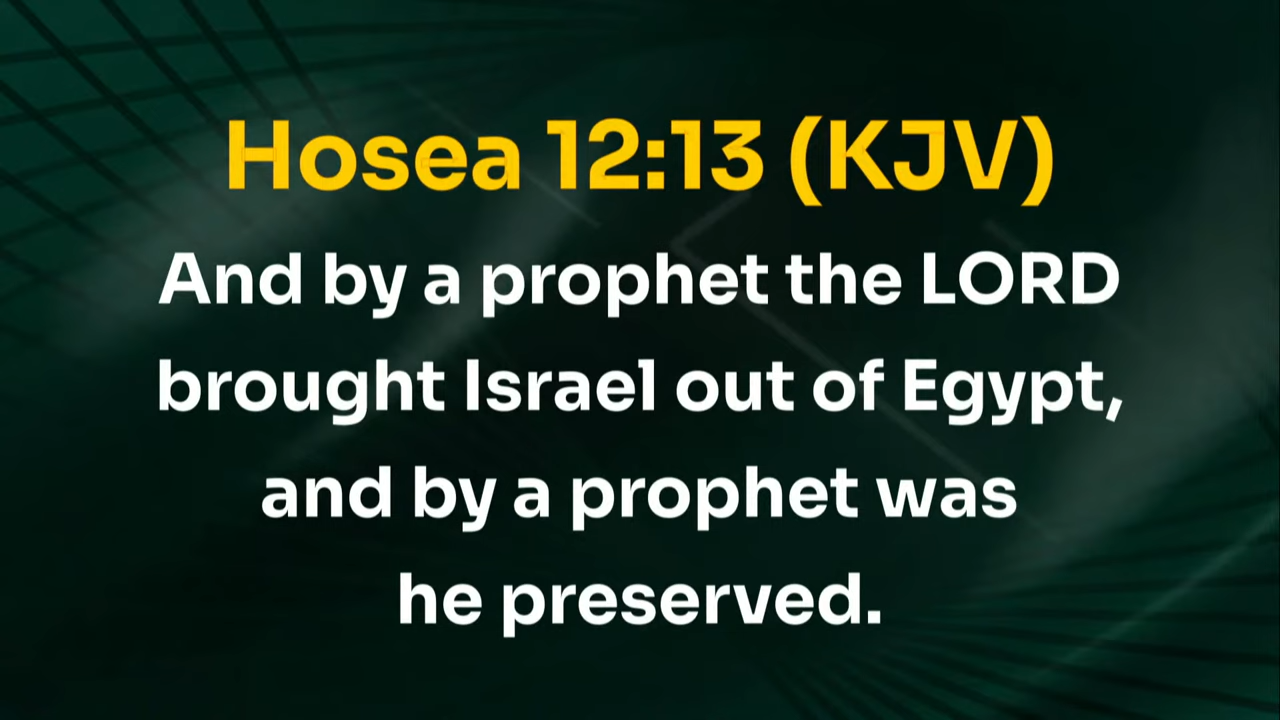 Hosea 12:13 (KJV)
And by a prophet the LORD
brought Israel out of Egypt,
and by a prophet was
he preserved.